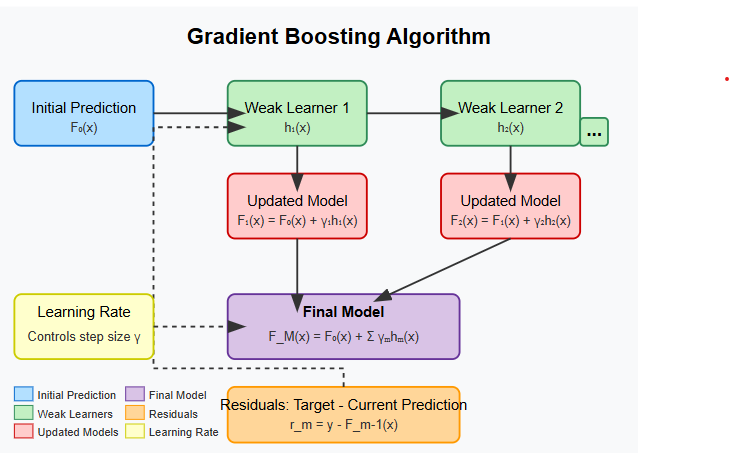 Gradient Boosting Algorithm
Initial Prediction
F₀(x)
Weak Learner 1
h₁(x)
Weak Learner 2
h₂(x)
...
Updated Model
F₁(x) = F₀(x) + γ₁h₁(x)
Updated Model
F₂(x) = F₁(x) + γ₂h₂(x)
Learning Rate
Controls step size γ
Final Model
F_M(x) = F₀(x) + Σ γₘhₘ(x)
Residuals: Target - Current Prediction
r_m = y - F_m-1(x)
Initial Prediction
Final Model
Weak Learners
Residuals
Updated Models
Learning Rate